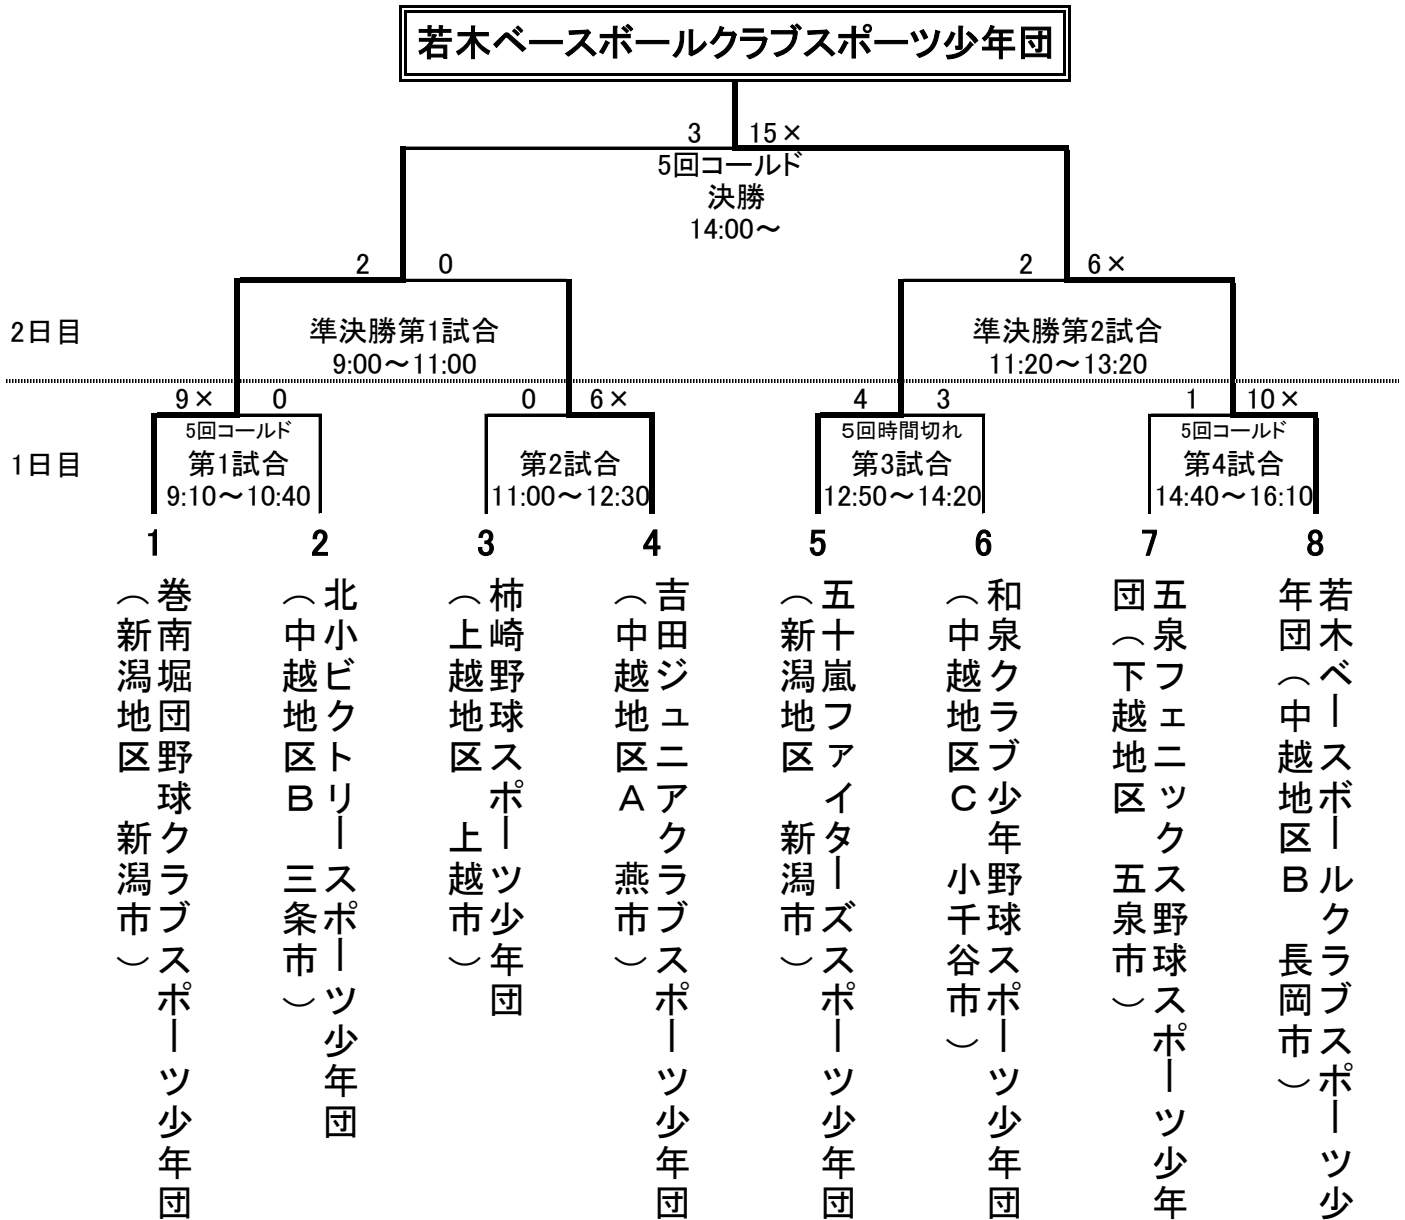 若木ベースボールクラブスポーツ少年団
3 15×
5回コールド
決勝
14:00～
2 0
2 6×
2日目
準決勝第1試合
9:00～11:00
準決勝第2試合
11:20～13:20
9× 0
0 6×
4 3
1 10×
1日目
5回コールド
第1試合
9:10～10:40
第2試合
11:00～12:30
5回時間切れ
第3試合
12:50～14:20
5回コールド
第4試合
14:40～16:10
1
2
3
4
5
6
7
8
巻南堀団野球クラブスポーツ少年団
（新潟地区 新潟市）
北小ビクトリースポーツ少年団
（中越地区B 三条市）
柿崎野球スポーツ少年団
（上越地区 上越市）
吉田ジュニアクラブスポーツ少年団
（中越地区A 燕市）
五十嵐ファイターズスポーツ少年団
（新潟地区 新潟市）
和泉クラブ少年野球スポーツ少年団
（中越地区C 小千谷市）
五泉フェニックス野球スポーツ少年
団（下越地区 五泉市）
若木ベースボールクラブスポーツ少
年団（中越地区B 長岡市）